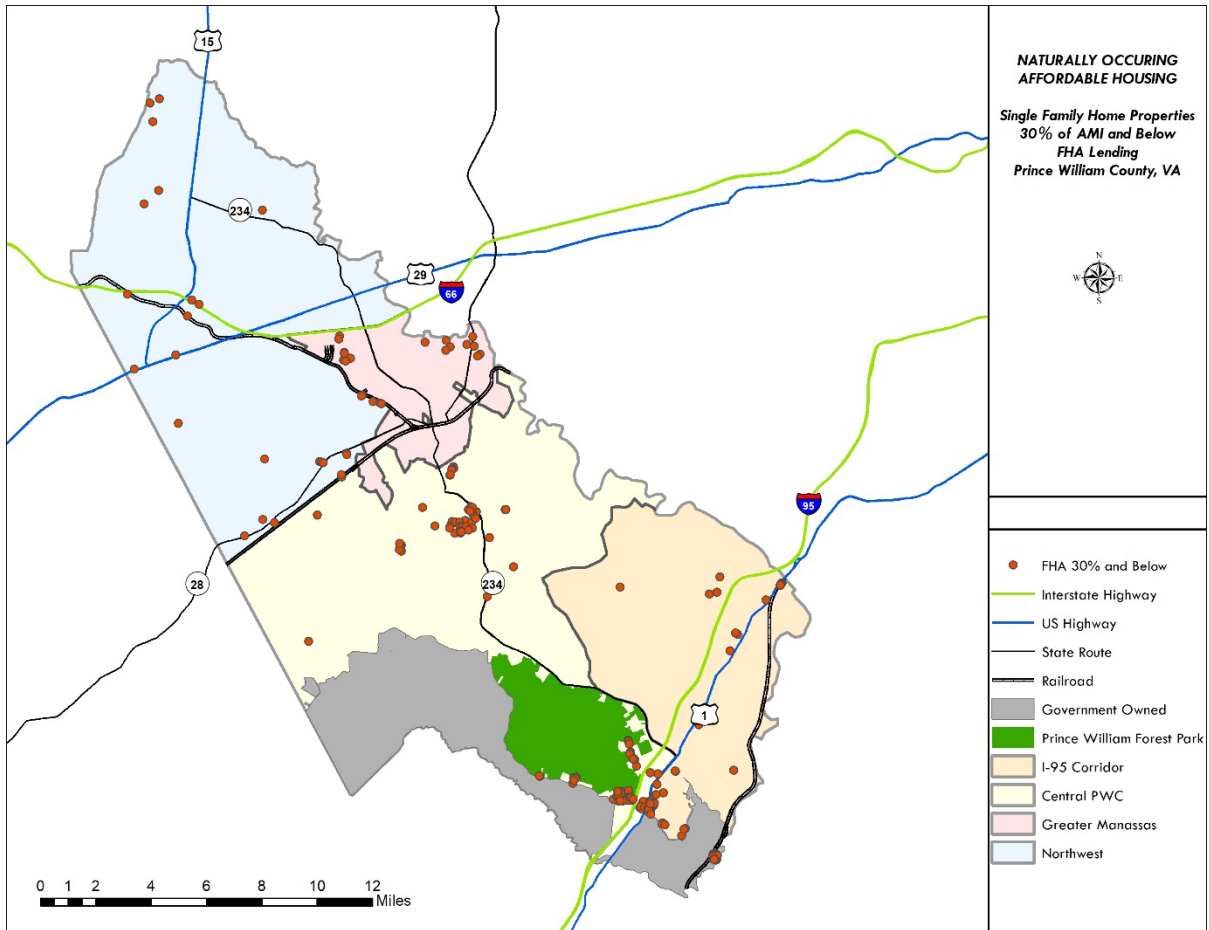 15
234
29
66
95
28
234
1
0 1 2 4 6 8 10 12
Miles
NATURALLY OCCURING
AFFORDABLE HOUSING
Single Family Home Properties
30% of AMI and Below
FHA Lending
Prince William County, VA
N
W E
S
FHA 30% and Below
Interstate Highway
US Highway
State Route
Railroad
Government Owned
Prince William Forest Park
I-95 Corridor
Central PWC
Greater Manassas
Northwest